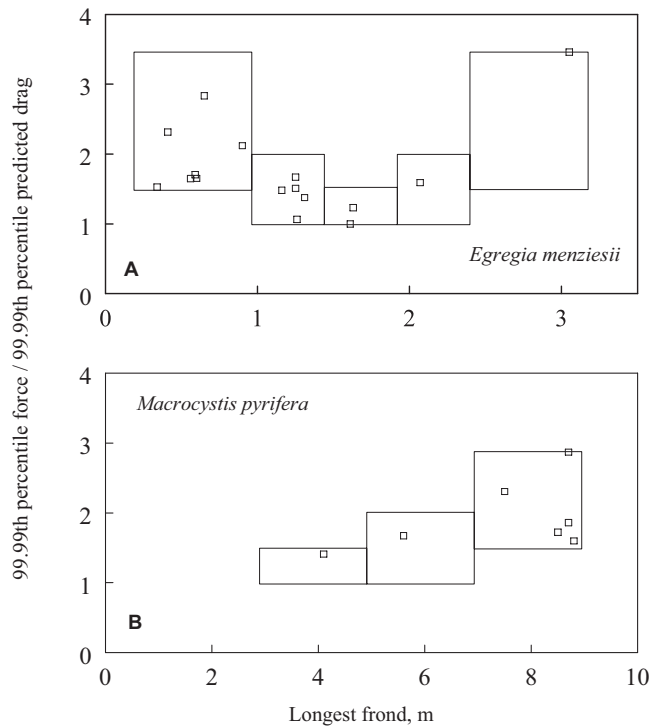 99.99th percentile force / 99.99th percentile predicted drag
4
3
2
1
0
A
Egregia menziesii
0 1 2 3
4
3
2
1
0
Macrocystis pyrifera
B
0 2 4 6 8 10
Longest frond, m